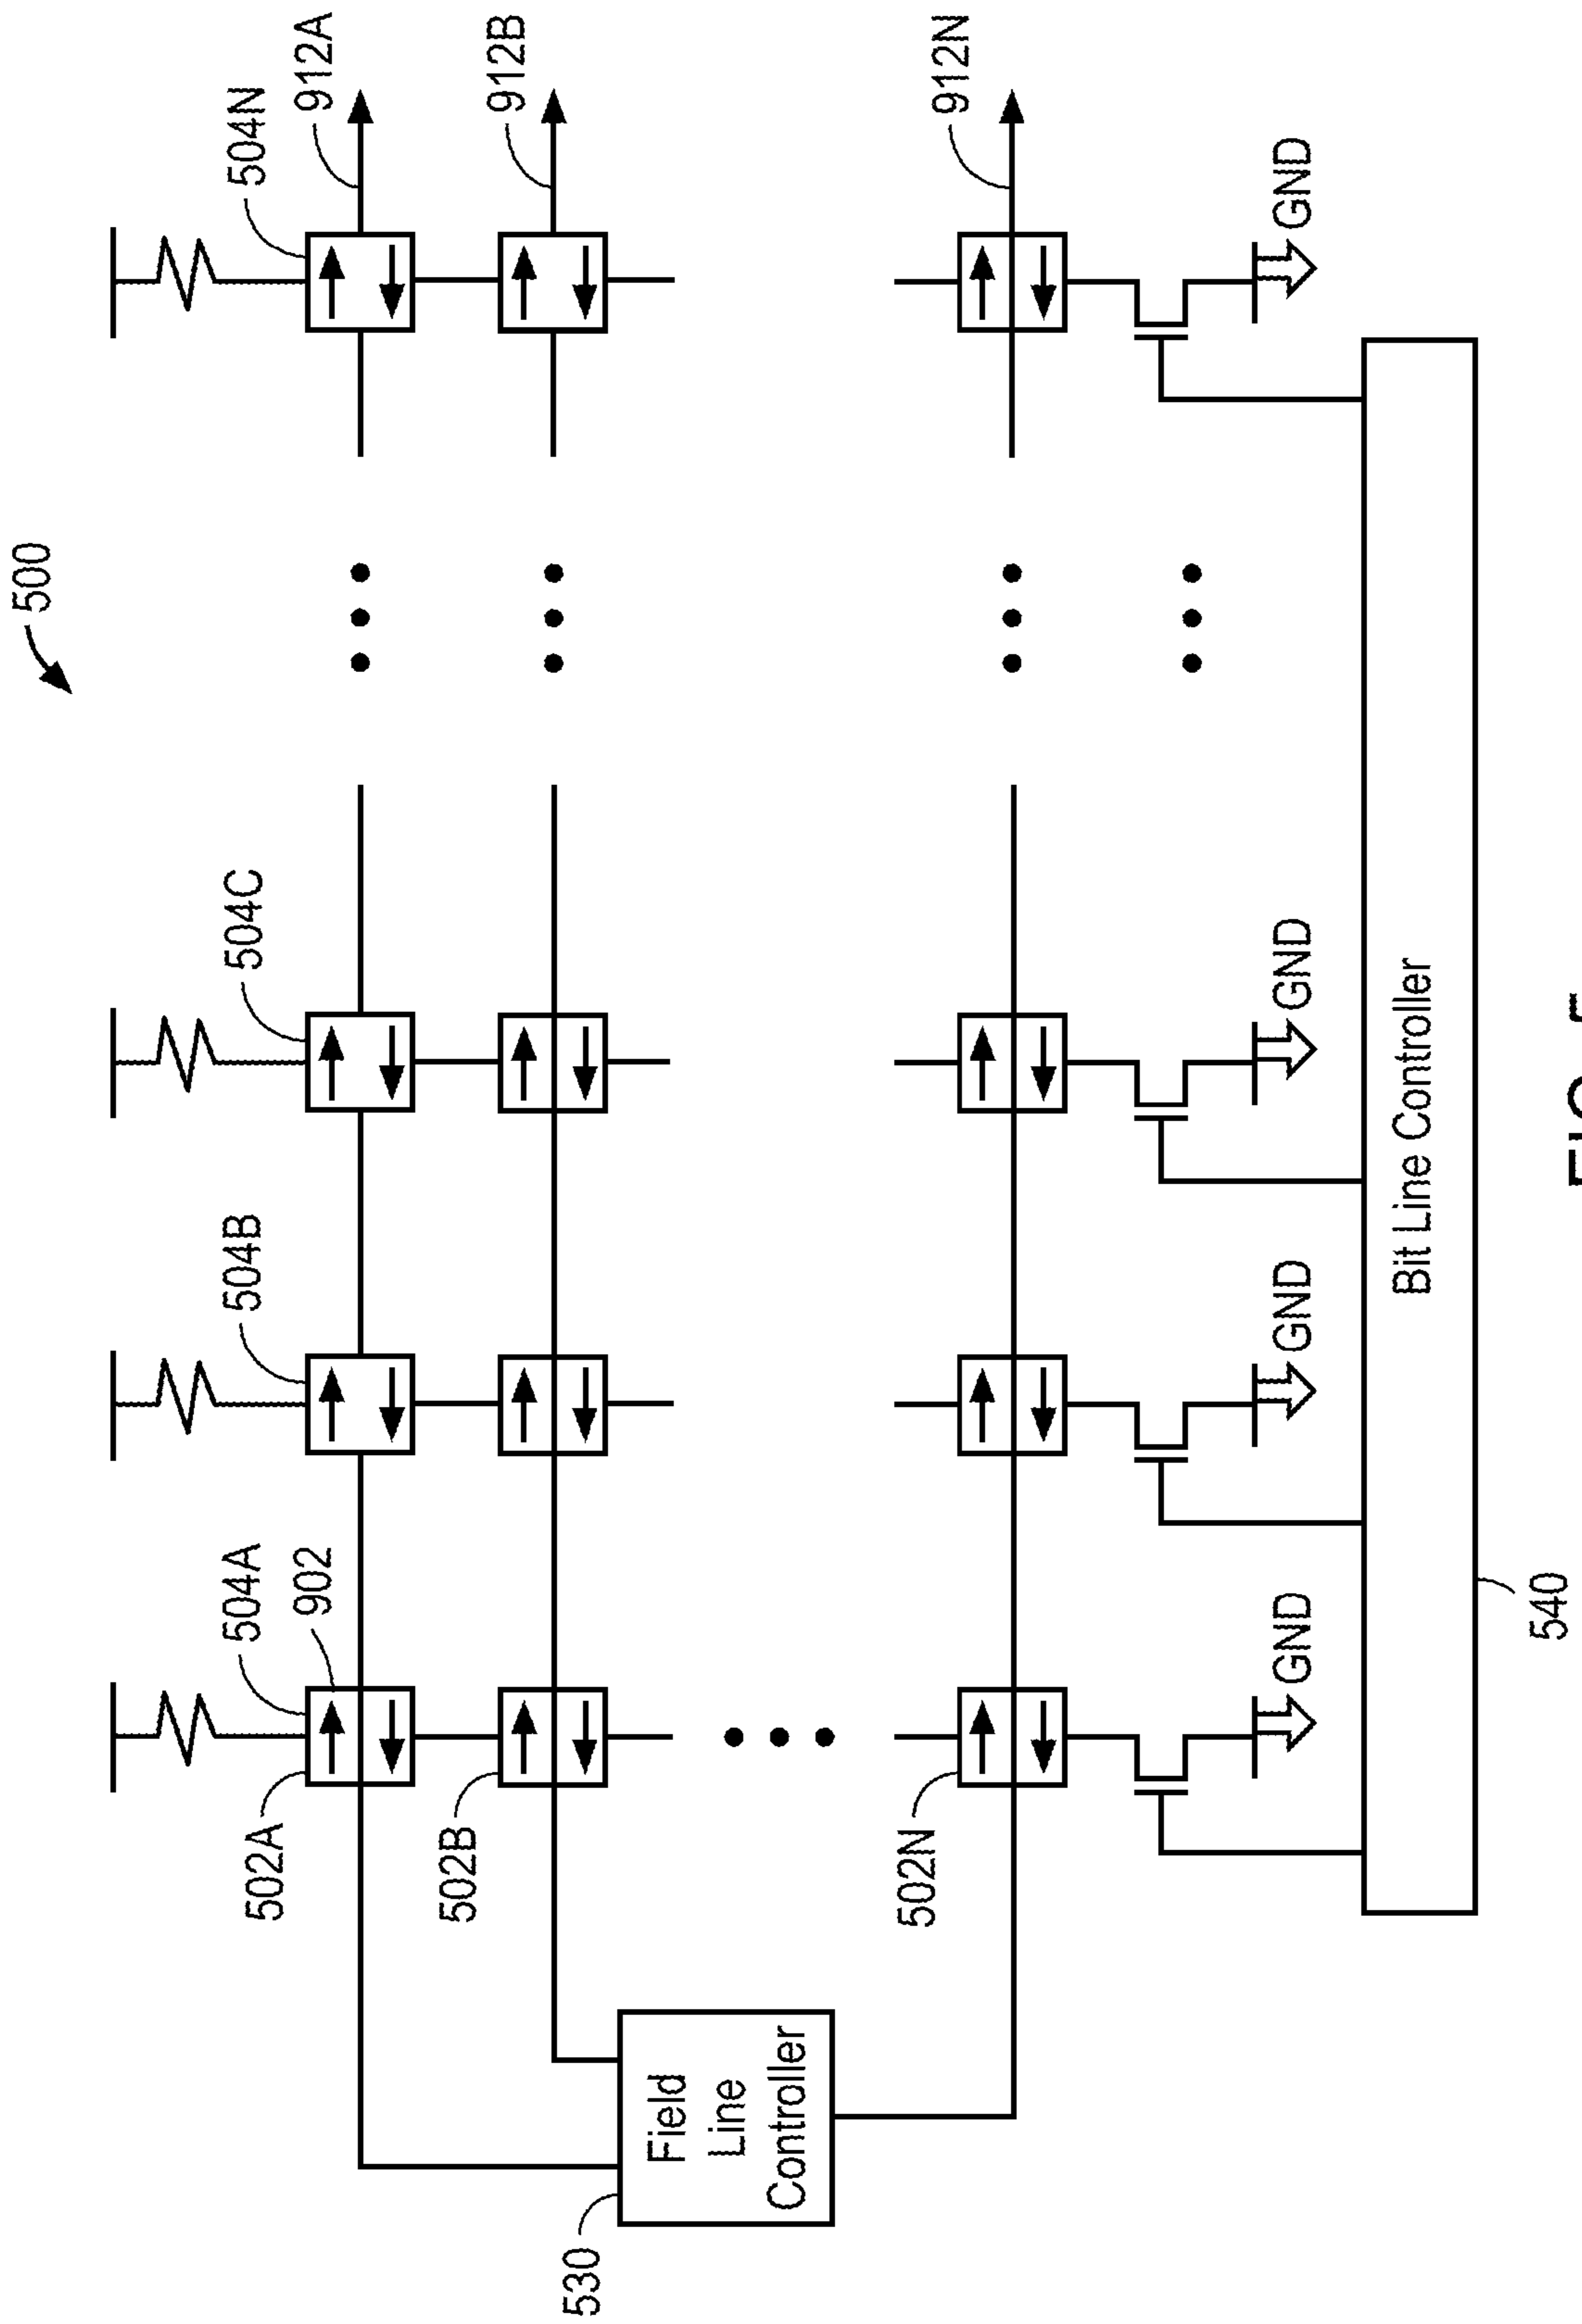 500
504A
902
504B
504C
504N
912A
502A
912B
502B
912N
502N
530
Field
Line
Controller
GND
GND
GND
GND
Bit Line Controller
540